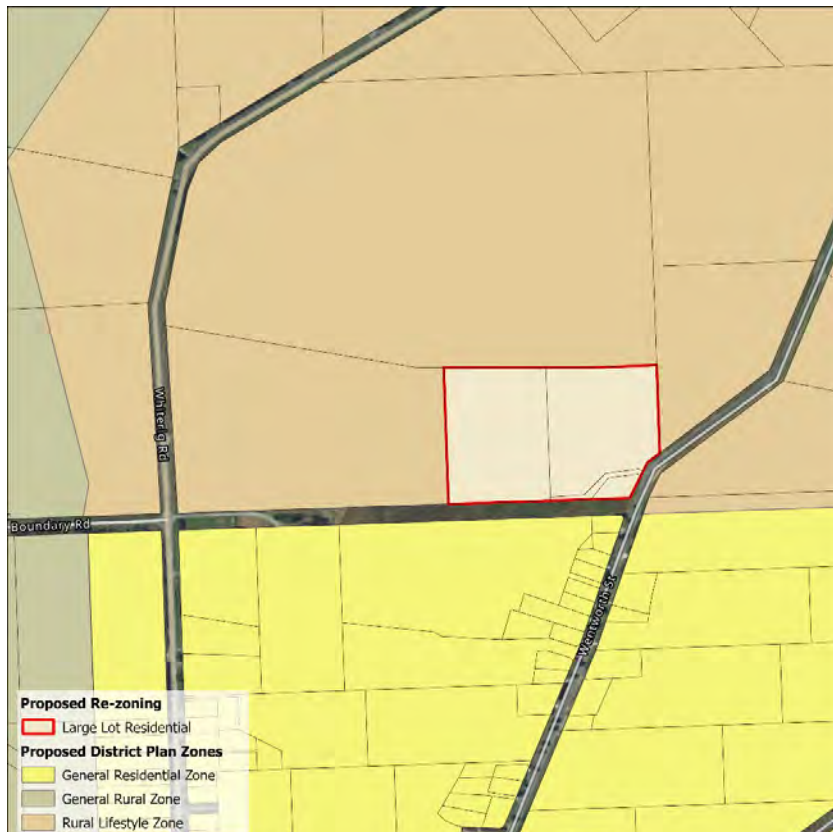 Whiterig Rd
Boundary Rd
Wentworth St
Proposed Re-zoning
Large Lot Residential
Proposed District Plan Zones
General Residential Zone
General Rural Zone
Rural Lifestyle Zone